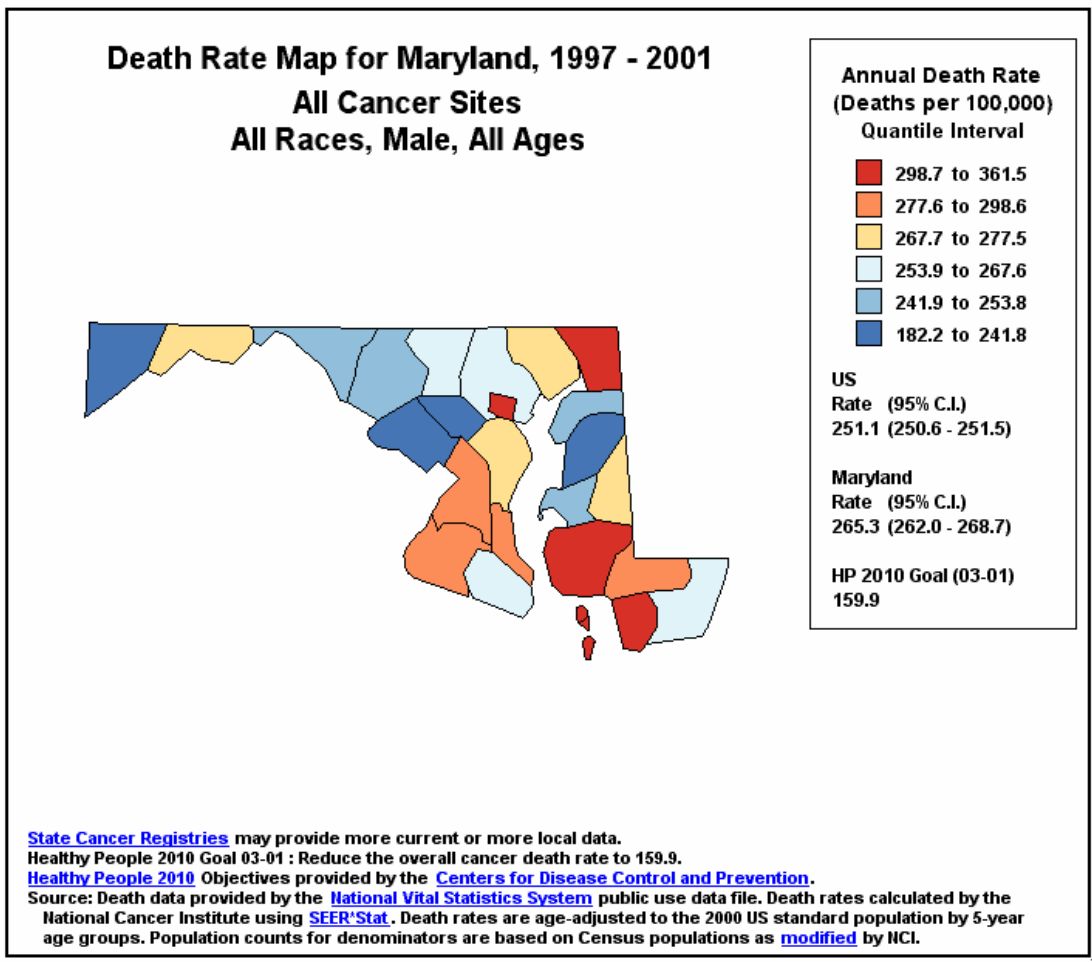 Death Rate Map for Maryland, 1997 - 2001
All Cancer Sites
All Races, Male, All Ages
Annual Death Rate
(Deaths per 100,000)
Quantile Interval
298.7 to 361.5
277.6 to 298.6
267.7 to 277.5
253.9 to 267.6
241.9 to 253.8
182.2 to 241.8
US
Rate (95% C.I.)
251.1 (250.6 - 251.5)
Maryland
Rate (95% C.I.)
265.3 (262.0 - 268.7)
HP 2010 Goal (03-01)
159.9
State Cancer Registries may provide more current or more local data.
Healthy People 2010 Goal 03-01 : Reduce the overall cancer death rate to 159.9.
Healthy People 2010 Objectives provided by the Centers for Disease Control and Prevention.
Source: Death data provided by the National Vital Statistics System public use data file. Death rates calculated by the
National Cancer Institute using SEER*Stat. Death rates are age-adjusted to the 2000 US standard population by 5-year
age groups. Population counts for denominators are based on Census populations as modified by NCI.